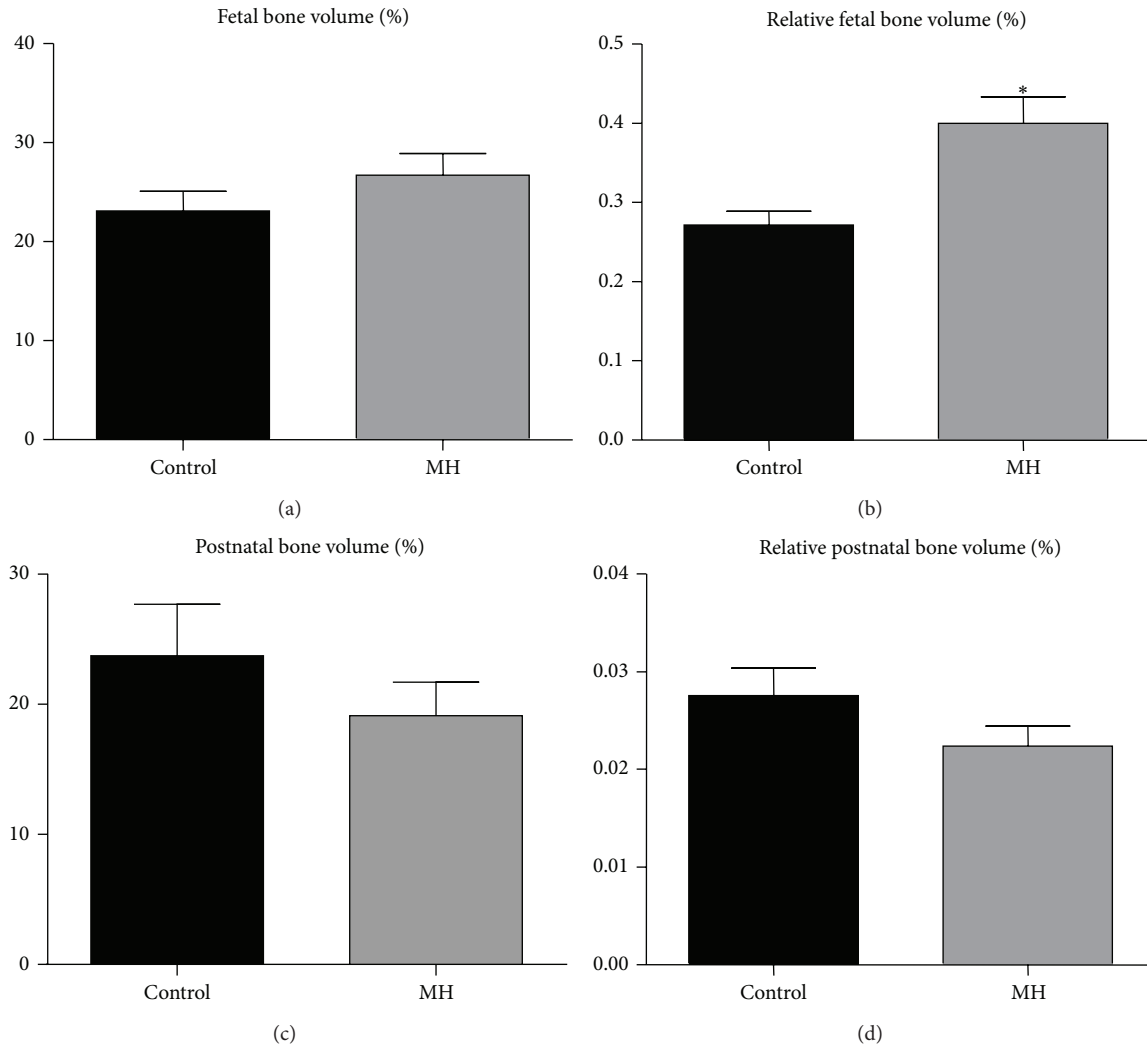 Fetal bone volume (%)
40
30
20
10
0
Control MH
(a)
Relative fetal bone volume (%)
0.5
0.4
0.3
0.2
0.1
0.0
*
Control MH
(b)
Postnatal bone volume (%)
30
20
10
0
Control MH
(c)
Relative postnatal bone volume (%)
0.04
0.03
0.02
0.01
0.00
Control MH
(d)